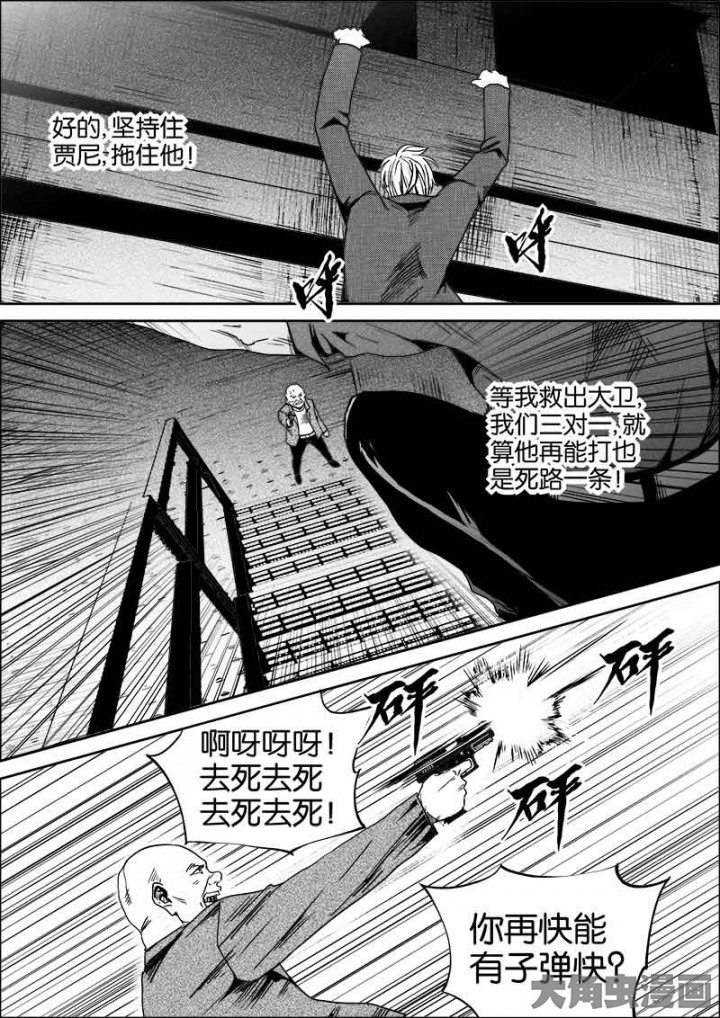 好的,坚持住
贾尼,拖住他!
呼
呼
等我救出大卫,
我们三对一,就
算他再能打也
是死路一条!
砰
砰
砰
啊呀呀呀!
去死去死
去死去死!
你再快能
有子弹快?
大角虫漫画